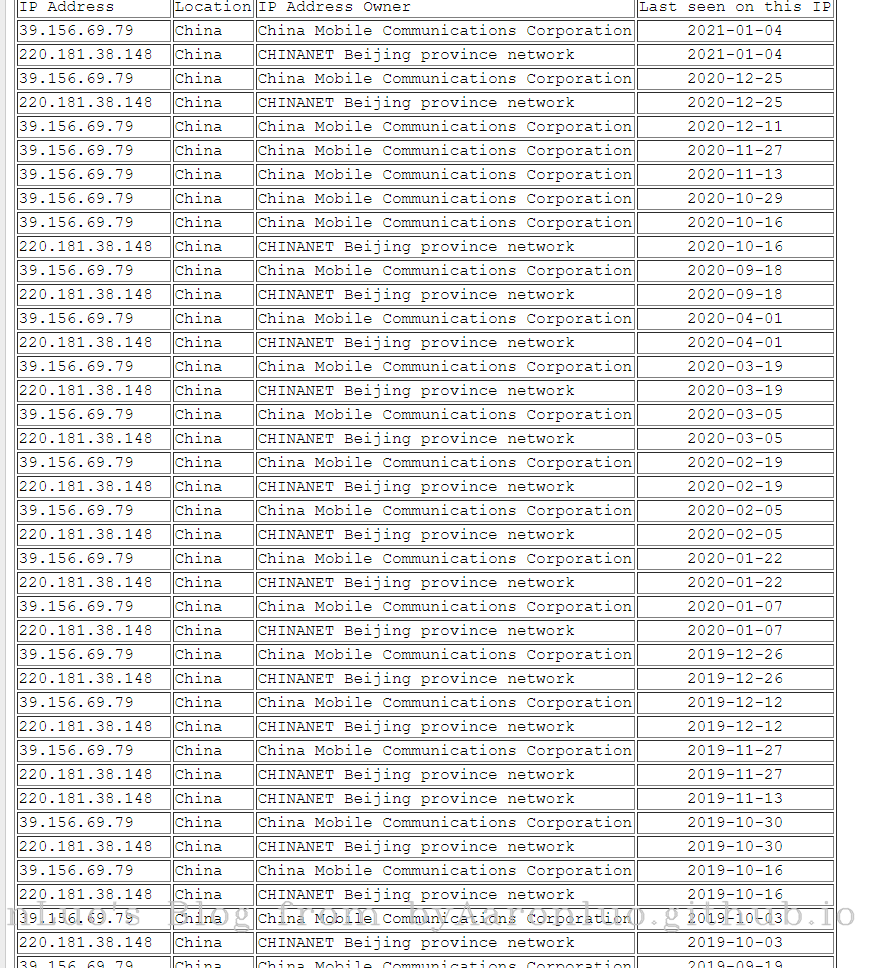 IP Address Location IP Address Owner Last seen on this IP
39.156.69.79 China China Mobile Communications Corporation 2021-01-04
220.181.38.148 China CHINANET Beijing province network 2021-01-04
39.156.69.79 China China Mobile Communications Corporation 2020-12-25
220.181.38.148 China CHINANET Beijing province network 2020-12-25
39.156.69.79 China China Mobile Communications Corporation 2020-12-11
39.156.69.79 China China Mobile Communications Corporation 2020-11-27
39.156.69.79 China China Mobile Communications Corporation 2020-11-13
39.156.69.79 China China Mobile Communications Corporation 2020-10-29
39.156.69.79 China China Mobile Communications Corporation 2020-10-16
220.181.38.148 China CHINANET Beijing province network 2020-10-16
39.156.69.79 China China Mobile Communications Corporation 2020-09-18
220.181.38.148 China CHINANET Beijing province network 2020-09-18
39.156.69.79 China China Mobile Communications Corporation 2020-04-01
220.181.38.148 China CHINANET Beijing province network 2020-04-01
39.156.69.79 China China Mobile Communications Corporation 2020-03-19
220.181.38.148 China CHINANET Beijing province network 2020-03-19
39.156.69.79 China China Mobile Communications Corporation 2020-03-05
220.181.38.148 China CHINANET Beijing province network 2020-03-05
39.156.69.79 China China Mobile Communications Corporation 2020-02-19
220.181.38.148 China CHINANET Beijing province network 2020-02-19
39.156.69.79 China China Mobile Communications Corporation 2020-02-05
220.181.38.148 China CHINANET Beijing province network 2020-02-05
39.156.69.79 China China Mobile Communications Corporation 2020-01-22
220.181.38.148 China CHINANET Beijing province network 2020-01-22
39.156.69.79 China China Mobile Communications Corporation 2020-01-07
220.181.38.148 China CHINANET Beijing province network 2020-01-07
39.156.69.79 China China Mobile Communications Corporation 2019-12-26
220.181.38.148 China CHINANET Beijing province network 2019-12-26
39.156.69.79 China China Mobile Communications Corporation 2019-12-12
220.181.38.148 China CHINANET Beijing province network 2019-12-12
39.156.69.79 China China Mobile Communications Corporation 2019-11-27
220.181.38.148 China CHINANET Beijing province network 2019-11-27
220.181.38.148 China CHINANET Beijing province network 2019-11-13
39.156.69.79 China China Mobile Communications Corporation 2019-10-30
220.181.38.148 China CHINANET Beijing province network 2019-10-30
39.156.69.79 China China Mobile Communications Corporation 2019-10-16
220.181.38.148 China CHINANET Beijing province network 2019-10-16
39.156.69.79 China China Mobile Communications Corporation 2019-10-03
nLuo's Blog from byAaronluo.github.io
220.181.38.148 China CHINANET Beijing province network 2019-10-03
39.156.69.79 China China Mobile Communications Corporation 2019-09-19